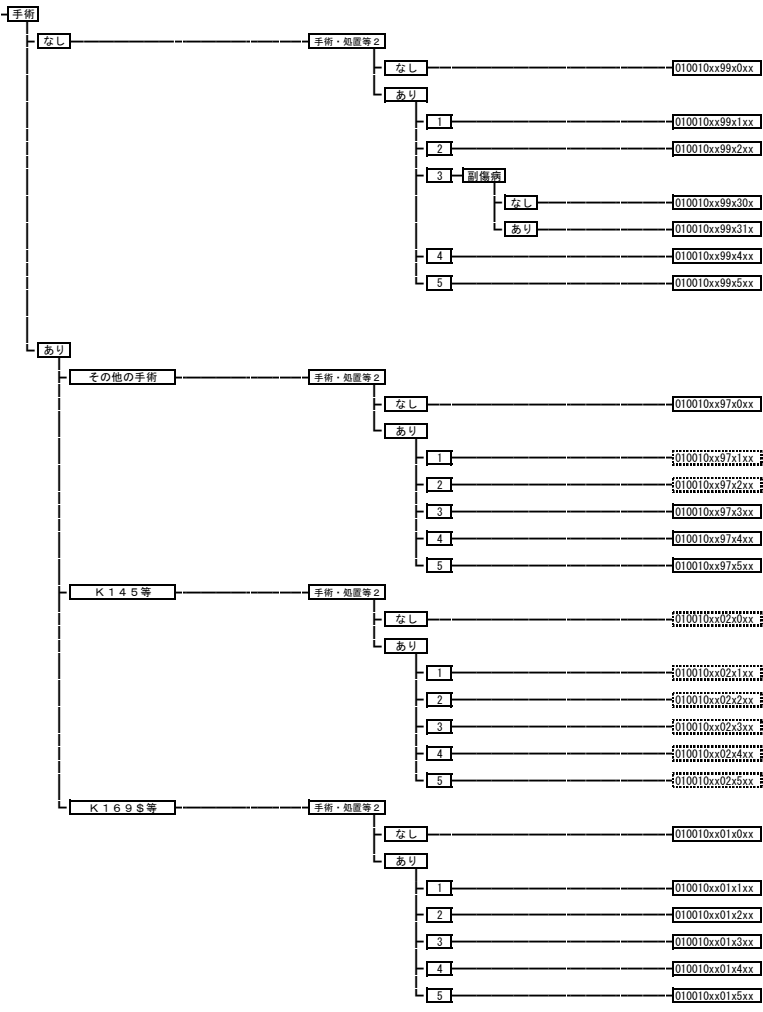 手術
なし 手術・処置等2
なし 010010xx99x0xx
あり
1 010010xx99x1xx
2 010010xx99x2xx
3 副傷病
なし 010010xx99x30x
あり 010010xx99x31x
4 010010xx99x4xx
5 010010xx99x5xx
あり
その他の手術 手術・処置等2
なし 010010xx97x0xx
あり
1 010010xx97x1xx
2 010010xx97x2xx
3 010010xx97x3xx
4 010010xx97x4xx
5 010010xx97x5xx
K145等 手術・処置等2
なし 010010xx02x0xx
あり
1 010010xx02x1xx
2 010010xx02x2xx
3 010010xx02x3xx
4 010010xx02x4xx
5 010010xx02x5xx
K169$等 手術・処置等2
なし 010010xx01x0xx
あり
1 010010xx01x1xx
2 010010xx01x2xx
3 010010xx01x3xx
4 010010xx01x4xx
5 010010xx01x5xx